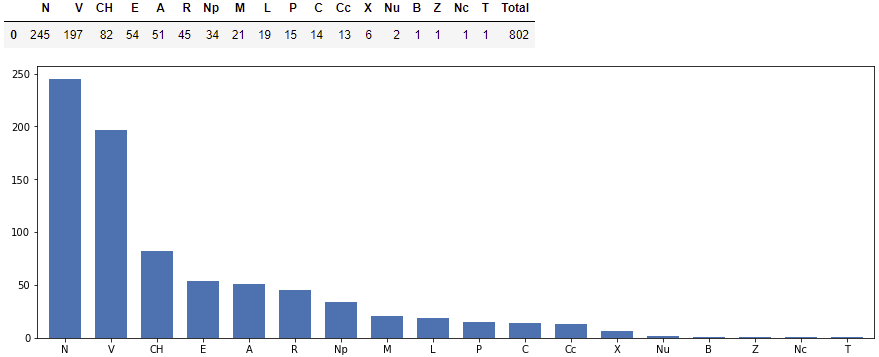 N V CH E A R Np M L P C Cc X Nu B Z Nc T Total
0 245 197 82 54 51 45 34 21 19 15 14 13 6 2 1 1 1 1 802
250
200
150
100
50
0
N V CH E A R Np M L P C Cc X Nu B Z Nc T